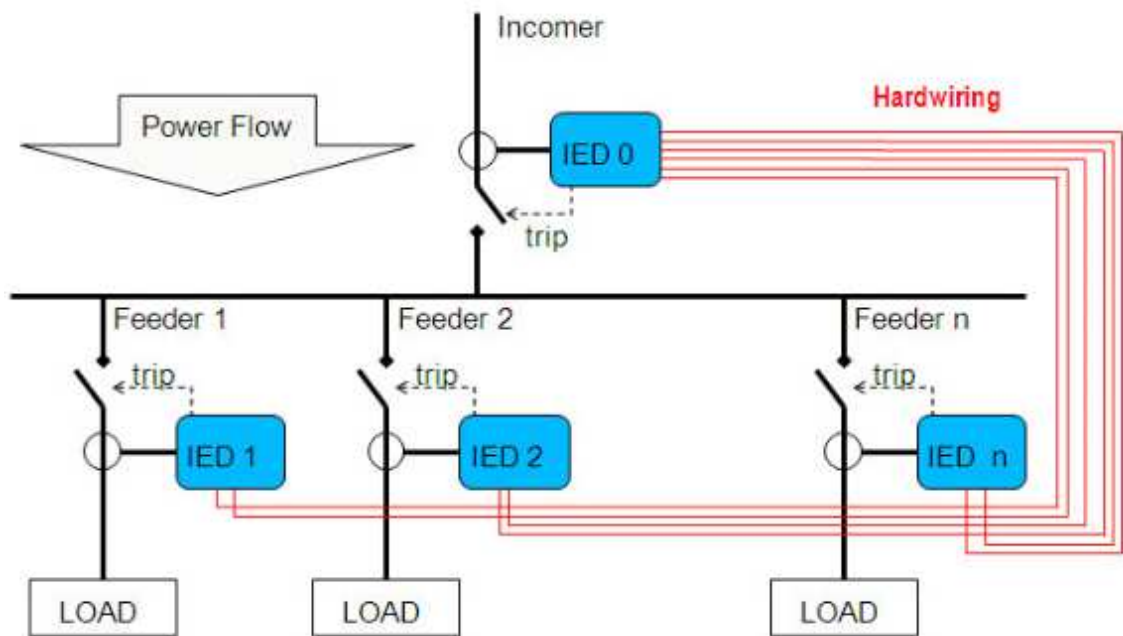 Incomer
Hardwiring
Power Flow
IED 0
trip
Feeder 1
Feeder 2
Feeder n
trip
trip
trip
IED 1
IED 2
IED n
LOAD
LOAD
LOAD